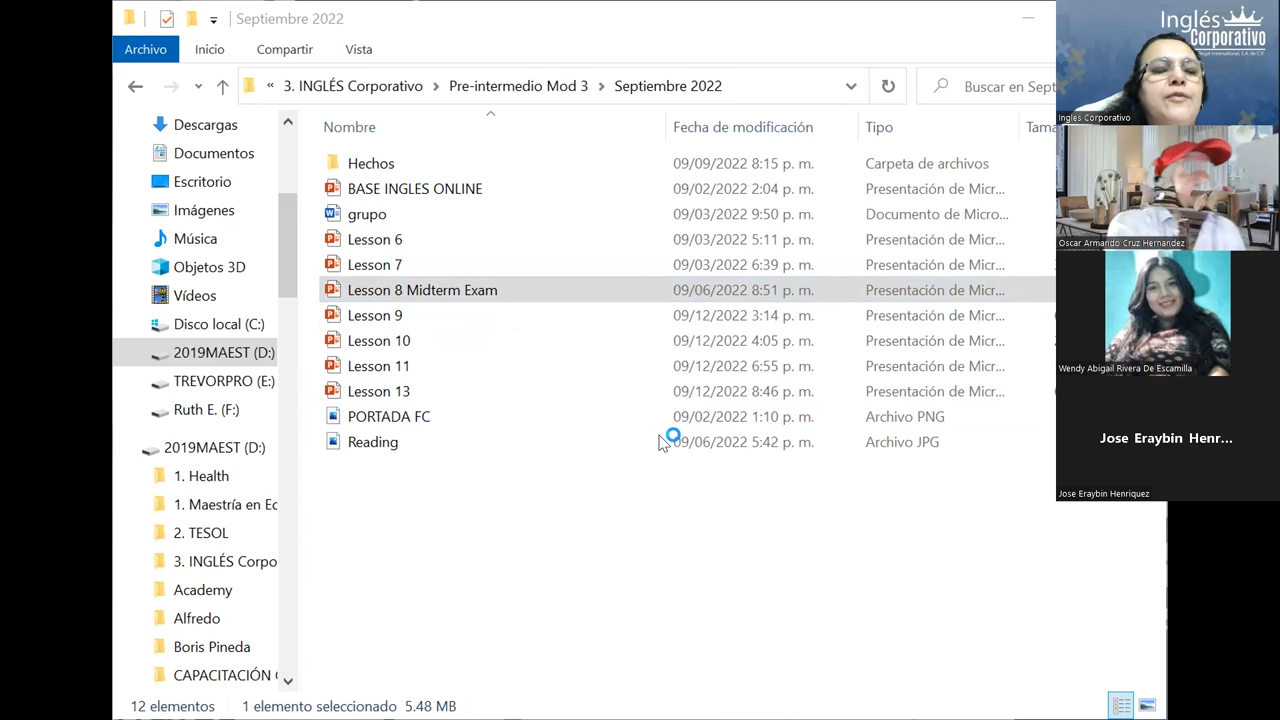 Septiembre 2022
Archivo
Inicio
Compartir
Vista
« 3. INGLÉS Corporativo > Pre-intermedio Mod 3 > Septiembre 2022
Buscar en Sept
Nombre
Fecha de modificación
Tipo
Tama
Hechos 09/09/2022 8:15 p. m. Carpeta de archivos
BASE INGLES ONLINE 09/02/2022 2:04 p. m. Presentación de Micr...
grupo 09/03/2022 9:50 p. m. Documento de Micro...
Lesson 6 09/03/2022 5:11 p. m. Presentación de Micr...
Lesson 7 09/03/2022 6:39 p. m. Presentación de Micr...
Lesson 8 Midterm Exam 09/06/2022 8:51 p. m. Presentación de Micr...
Lesson 9 09/12/2022 3:14 p. m. Presentación de Micr...
Lesson 10 09/12/2022 4:05 p. m. Presentación de Micr...
Lesson 11 09/12/2022 6:55 p. m. Presentación de Micr...
Lesson 13 09/12/2022 8:46 p. m. Presentación de Micr...
PORTADA FC 09/02/2022 1:10 p. m. Archivo PNG
Reading 09/06/2022 5:42 p. m. Archivo JPG
Descargas
Documentos
Escritorio
Imágenes
Música
Objetos 3D
Vídeos
Disco local (C:)
2019MAEST (D:)
TREVORPRO (E:)
Ruth E. (F:)
2019MAEST (D:)
1. Health
1. Maestría en Ec
2. TESOL
3. INGLÉS Corpo
Academy
Alfredo
Boris Pineda
CAPACITACIÓN
12 elementos
1 elemento seleccionado 5,48 MB
Inglés
Corporativo
Ingles Corporativo
Oscar Armando Cruz Hernandez
Wendy Abigail Rivera De Escamilla
Jose Eraybin Henr...
Jose Eraybin Henriquez